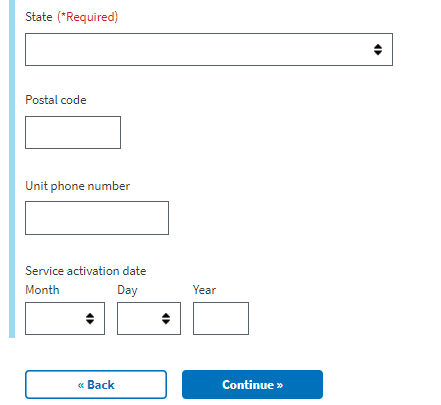 State (*Required)
Postal code
Unit phone number
Service activation date
Month Day Year
« Back Continue »